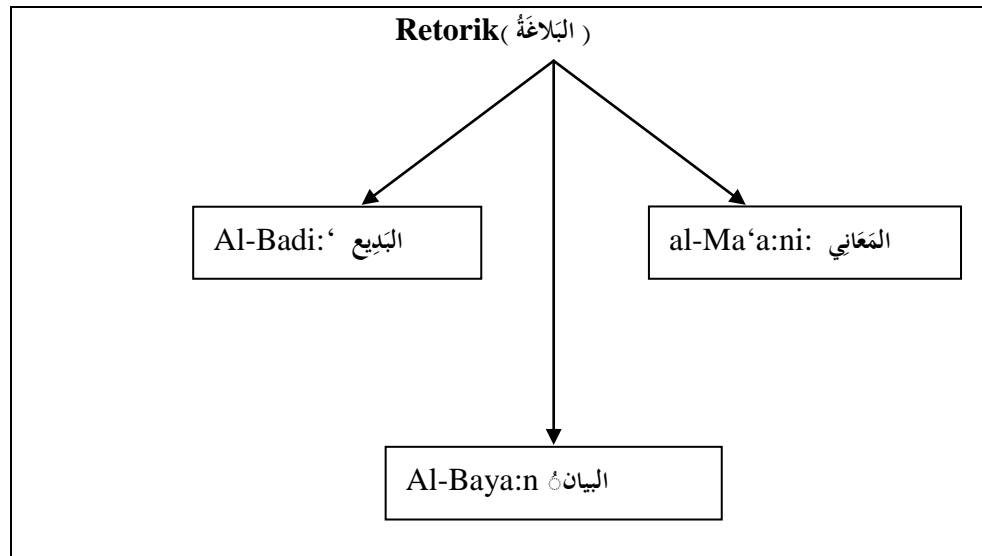 Retorik( البَلاغَةُ )
Al-Badi:‘ البَدِيع
al-Ma‘a:ni: المَعَانِي
Al-Baya:n البيانُ